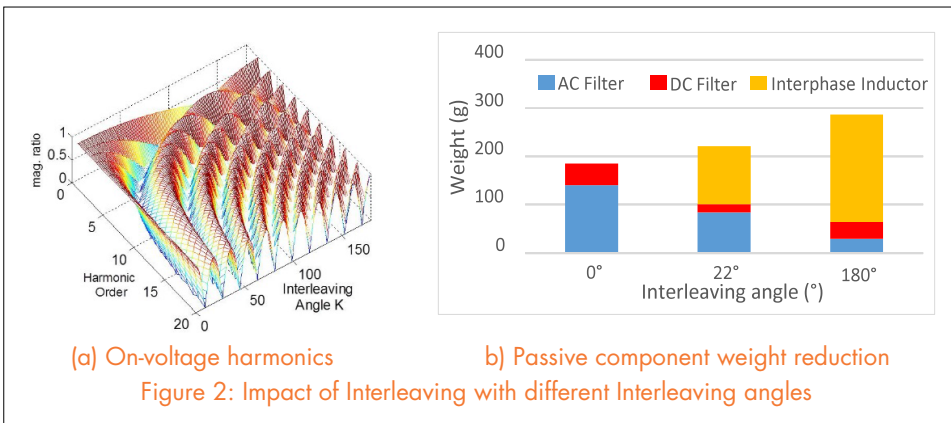 1
0.5
0
mag. ratio
0
5
10
15
20
Harmonic
Order
0
50
100
150
Interleaving
Angle K
400
300
200
100
0
Weight (g)
AC Filter DC Filter Interphase Inductor
0° 22° 180°
Interleaving angle (°)
(a) On-voltage harmonics b) Passive component weight reduction
Figure 2: Impact of Interleaving with different Interleaving angles